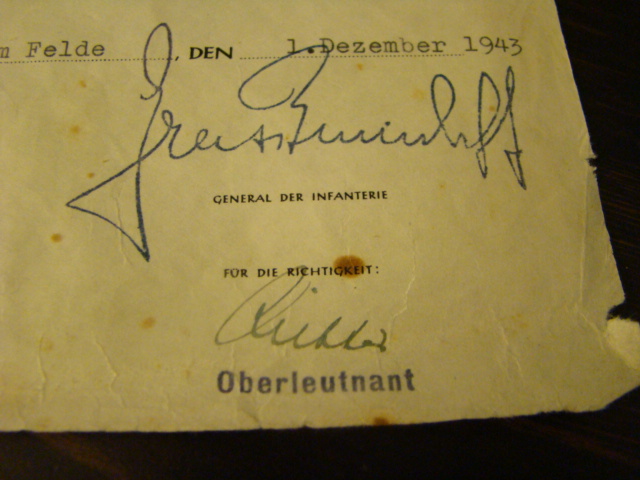 m Felde, DEN 1.Dezember 1943
GENERAL DER INFANTERIE
FÜR DIE RICHTIGKEIT:
Oberleutnant